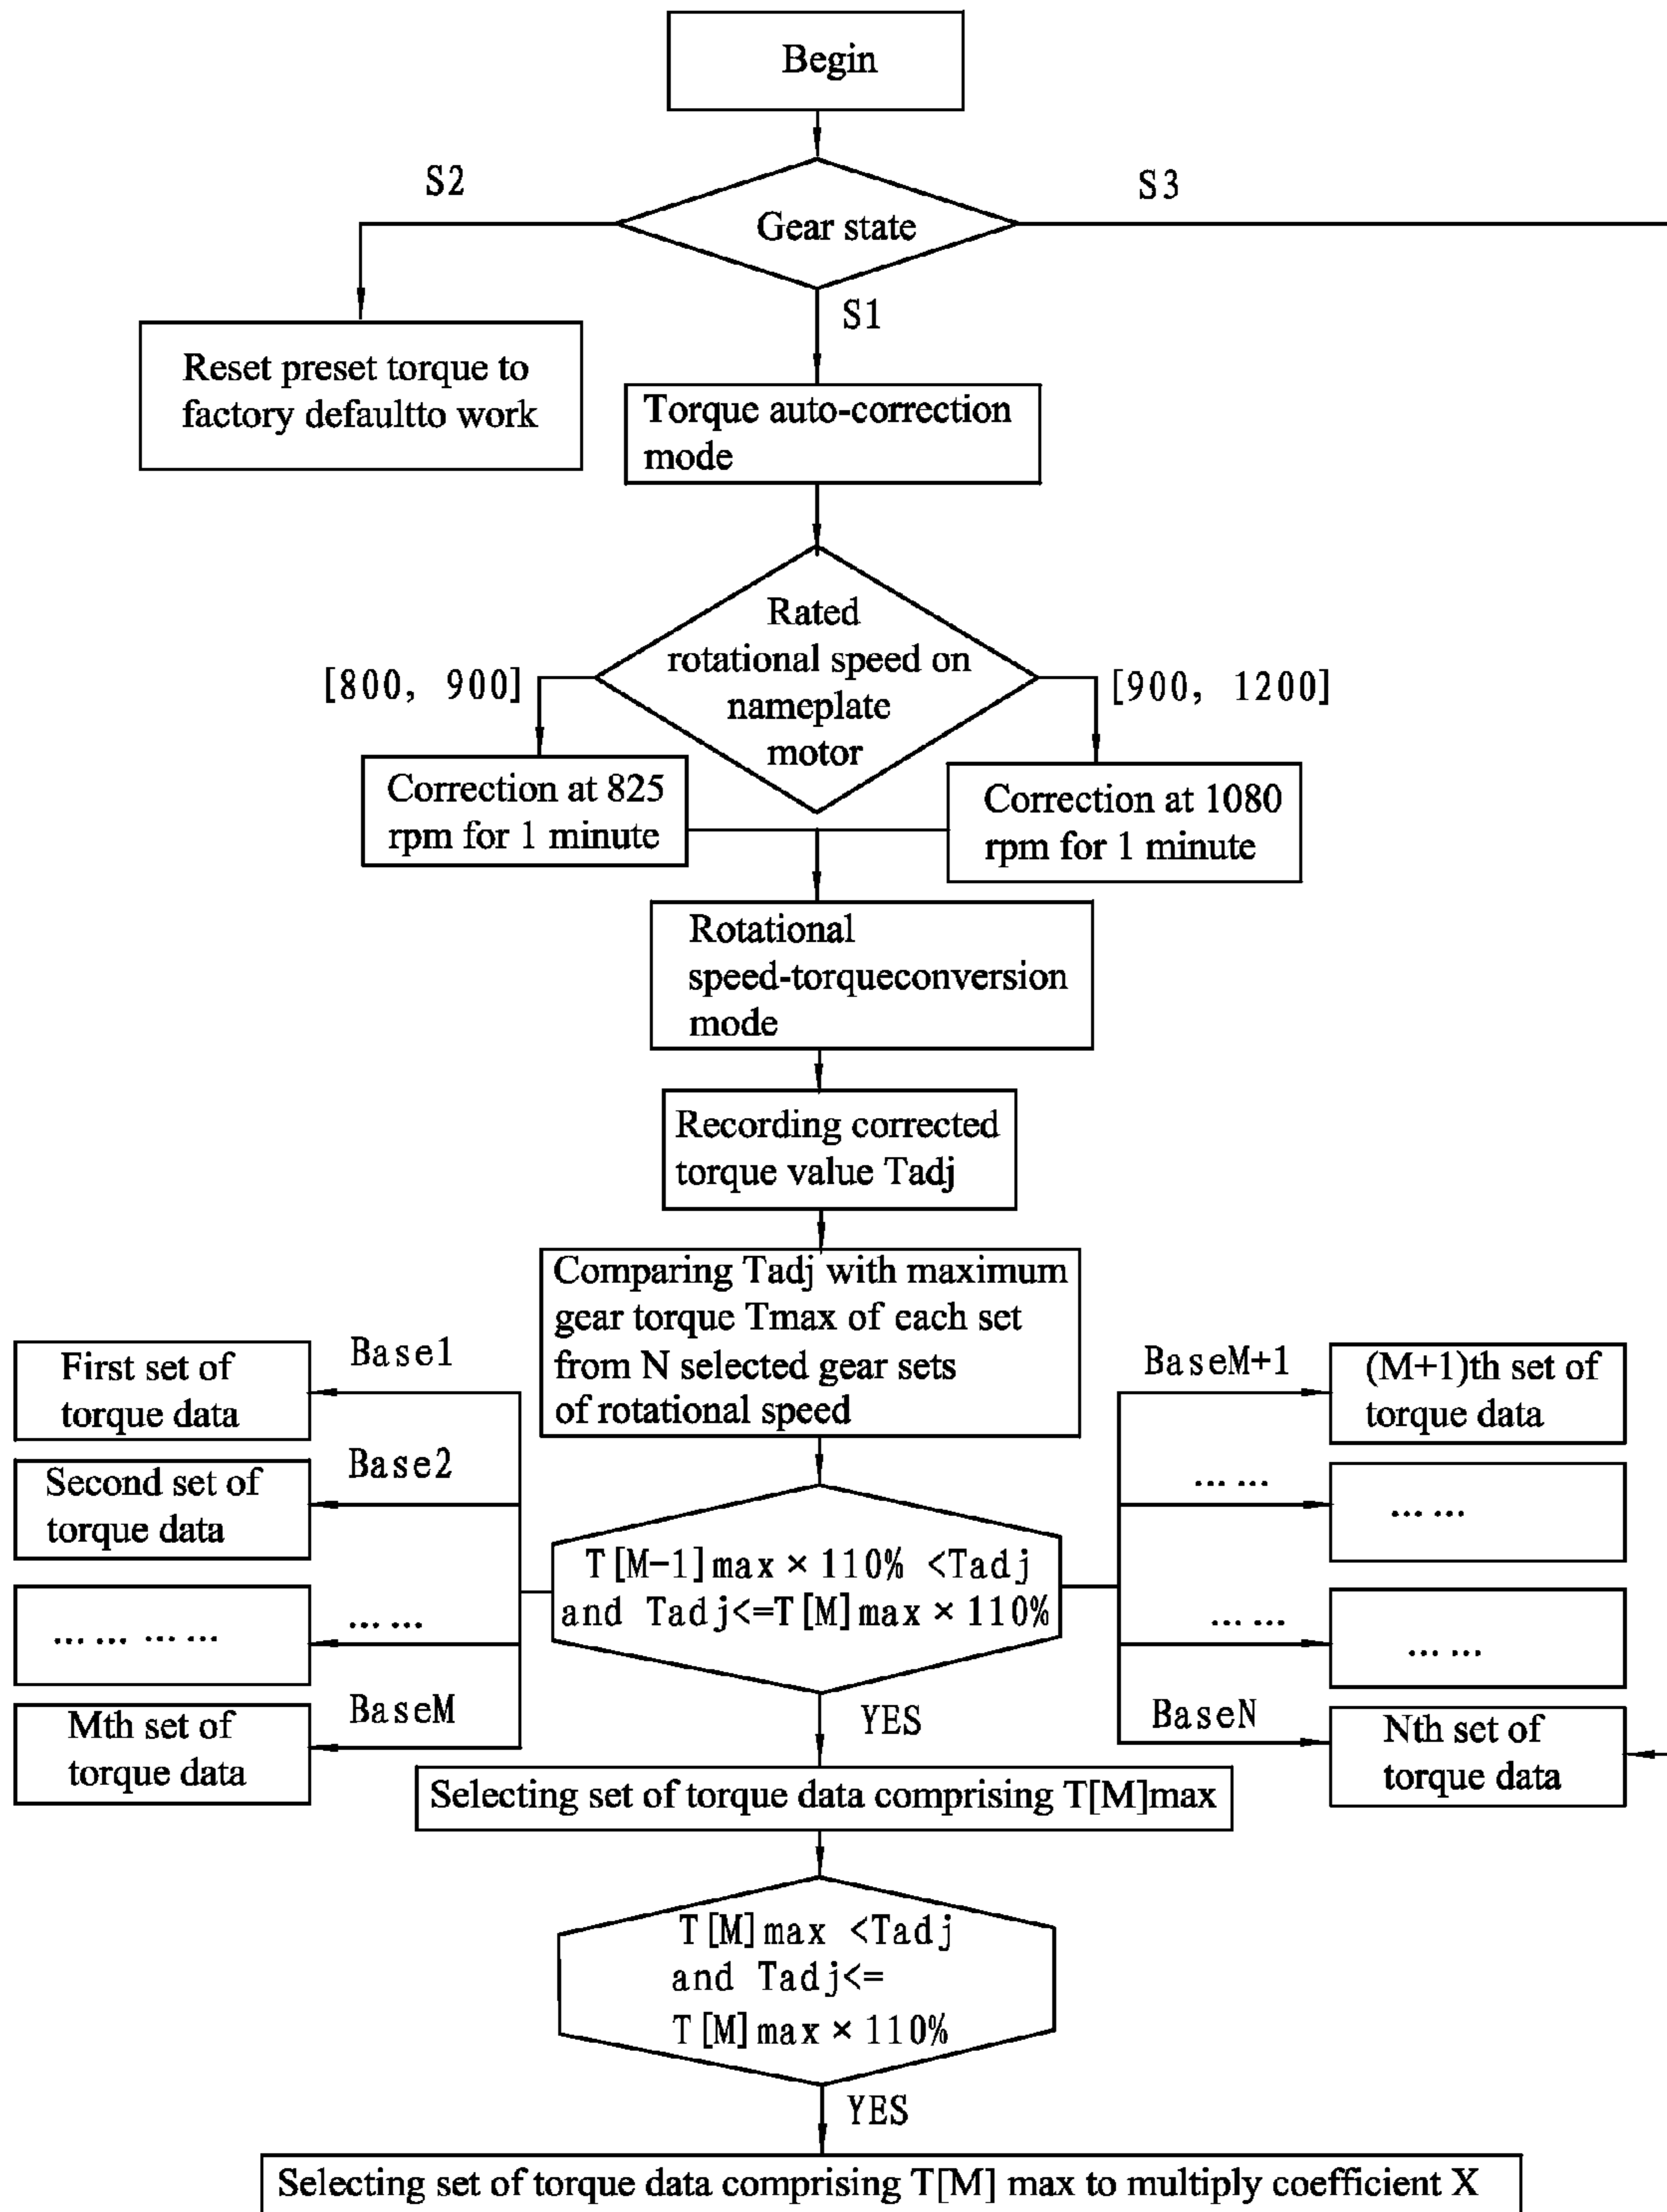 Begin
S2
S3
Gear state
S1
Reset preset torque to
factory defaultto work
Torque auto-correction
mode
Rated
rotational speed on
nameplate
motor
[800, 900]
[900, 1200]
Correction at 825
rpm for 1 minute
Correction at 1080
rpm for 1 minute
Rotational
speed-torqueconversion
mode
Recording corrected
torque value Tadj
Comparing Tadj with maximum
gear torque Tmax of each set
from N selected gear sets
of rotational speed
First set of
torque data
Base1
BaseM+1
(M+1)th set of
torque data
Second set of
torque data
Base2
... ...
... ...
T[M-1]max × 110% <Tadj
and Tadj<=T[M]max × 110%
... ... ... ...
... ...
... ...
... ...
Mth set of
torque data
BaseM
YES
BaseN
Nth set of
torque data
Selecting set of torque data comprising T[M]max
T[M]max <Tadj
and Tadj<=
T[M]max × 110%
YES
Selecting set of torque data comprising T[M] max to multiply coefficient X